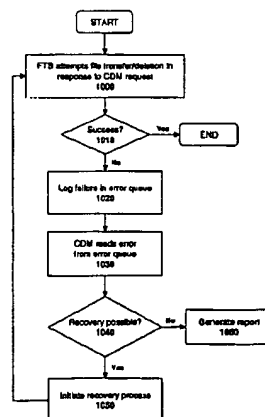 START
FTS attempts file transfer/deletion in
response to CDM request
1000
Success?
1010
Yes
END
No
Log failure in error queue
1020
CDM reads error
from error queue
1030
Recovery possible?
1040
No
Generate report
1060
Yes
Initiate recovery process
1050